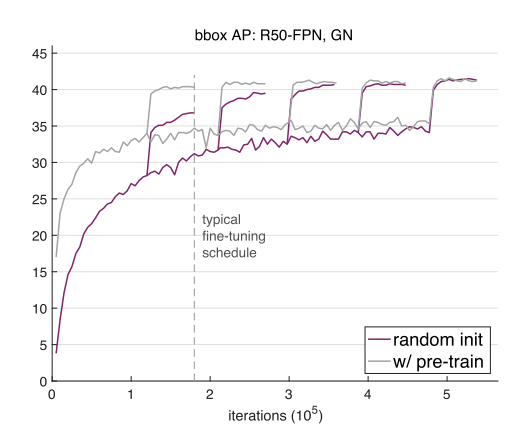 bbox AP: R50-FPN, GN
45
40
35
30
25
20
15
10
5
0
typical
fine-tuning
schedule
random init
w/ pre-train
0 1 2 3 4 5
iterations (10⁵)